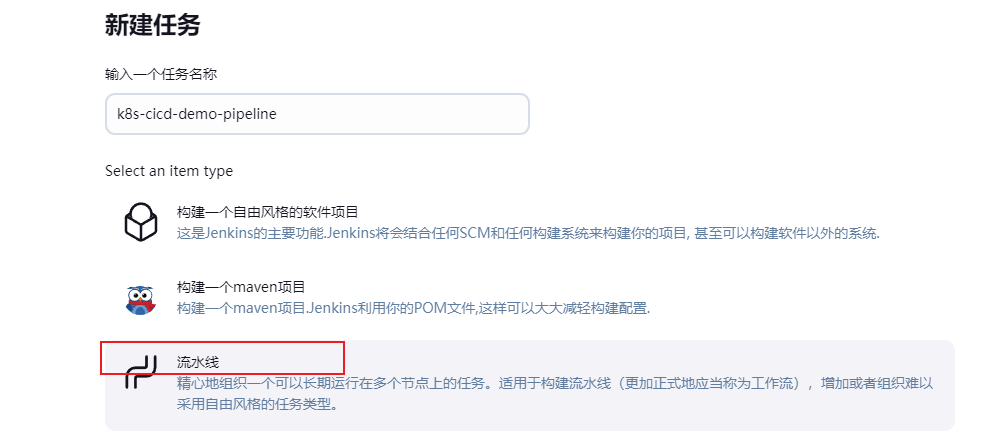 新建任务
输入一个任务名称
k8s-cicd-demo-pipeline
Select an item type
构建一个自由风格的软件项目
这是Jenkins的主要功能.Jenkins将会结合任何SCM和任何构建系统来构建你的项目, 甚至可以构建软件以外的系统.
构建一个maven项目
构建一个maven项目.Jenkins利用你的POM文件,这样可以大大减轻构建配置.
流水线
精心地组织一个可以长期运行在多个节点上的任务。适用于构建流水线（更加正式地应当称为工作流），增加或者组织难以
采用自由风格的任务类型。